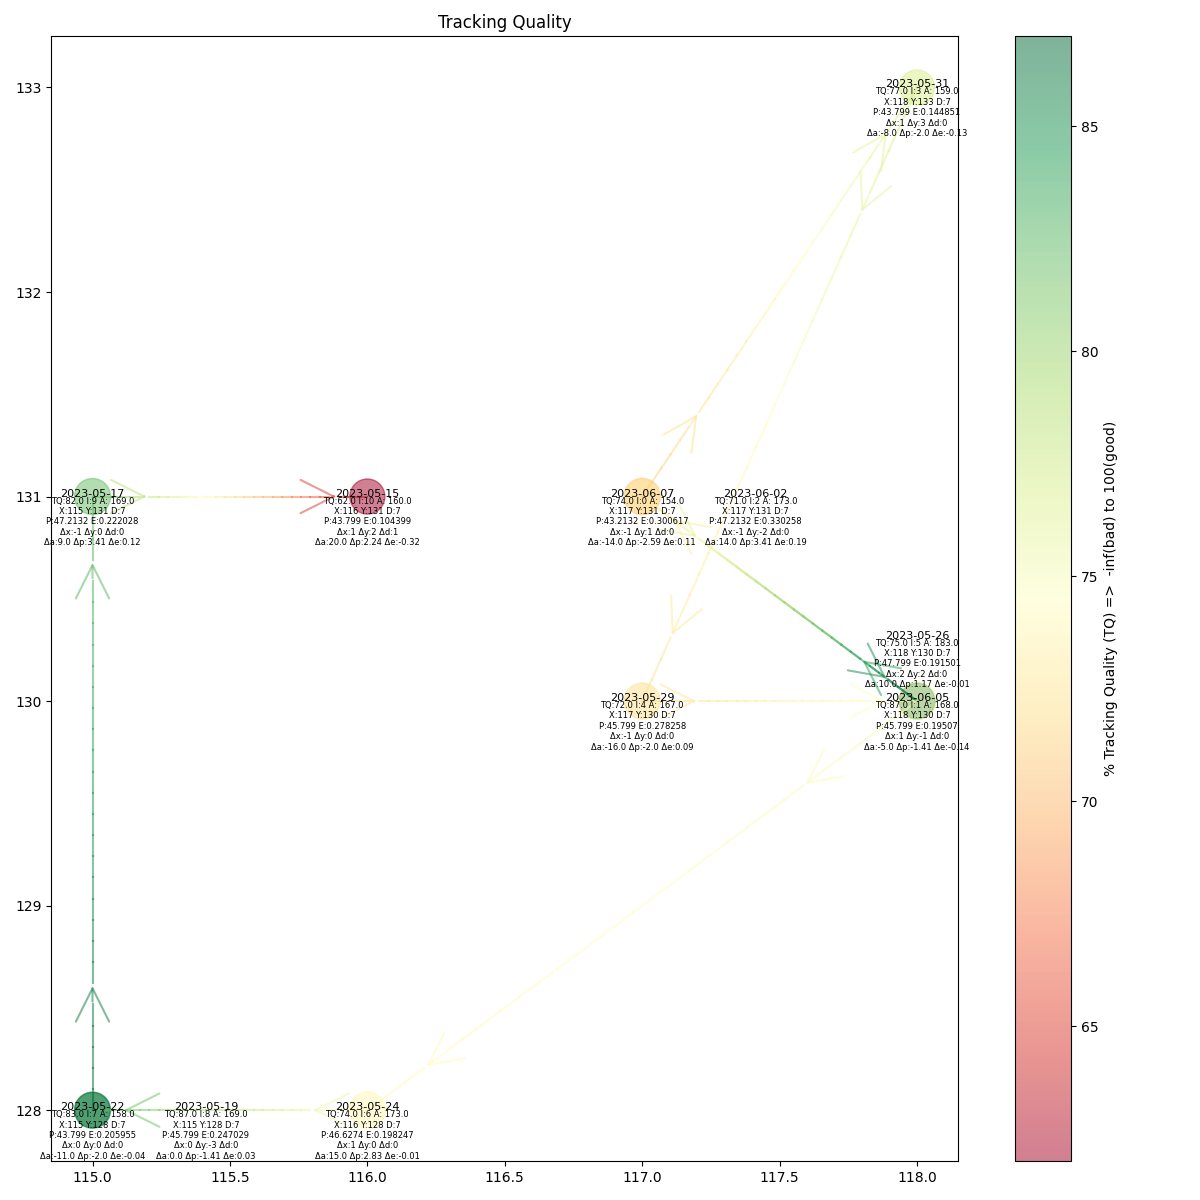 Tracking Quality
133
132
131
130
129
128
115.0
115.5
116.0
116.5
117.0
117.5
118.0
2023-05-31
TQ:77.0 I:3 A: 159.0
X:118 Y:133 D:7
P:43.799 E:0.144851
Δx:1 Δy:3 Δd:0
Δa:-8.0 Δp:-2.0 Δe:-0.13
2023-05-17
TQ:82.0 I:9 A: 169.0
X:115 Y:131 D:7
P:47.2132 E:0.222028
Δx:-1 Δy:0 Δd:0
Δa:9.0 Δp:3.41 Δe:0.12
2023-05-15
TQ:62.0 I:10 A: 160.0
X:116 Y:131 D:7
P:43.799 E:0.104399
Δx:1 Δy:2 Δd:1
Δa:20.0 Δp:2.24 Δe:-0.32
2023-06-07
TQ:74.0 I:0 A: 154.0
X:117 Y:131 D:7
P:43.2132 E:0.300617
Δx:-1 Δy:1 Δd:0
Δa:-14.0 Δp:-2.59 Δe:0.11
2023-06-02
TQ:71.0 I:2 A: 173.0
X:117 Y:131 D:7
P:47.2132 E:0.330258
Δx:-1 Δy:-2 Δd:0
Δa:14.0 Δp:3.41 Δe:0.19
2023-05-26
TQ:75.0 I:5 A: 183.0
X:118 Y:130 D:7
P:47.799 E:0.191501
Δx:2 Δy:2 Δd:0
Δa:10.0 Δp:1.17 Δe:-0.01
2023-05-29
TQ:72.0 I:4 A: 167.0
X:117 Y:130 D:7
P:45.799 E:0.278258
Δx:-1 Δy:0 Δd:0
Δa:-16.0 Δp:-2.0 Δe:0.09
2023-06-05
TQ:87.0 I:1 A: 168.0
X:118 Y:130 D:7
P:45.799 E:0.19507
Δx:1 Δy:-1 Δd:0
Δa:-5.0 Δp:-1.41 Δe:-0.14
2023-05-22
TQ:83.0 I:7 A: 158.0
X:115 Y:128 D:7
P:43.799 E:0.205955
Δx:0 Δy:0 Δd:0
Δa:-11.0 Δp:-2.0 Δe:-0.04
2023-05-19
TQ:87.0 I:8 A: 169.0
X:115 Y:128 D:7
P:45.799 E:0.247029
Δx:0 Δy:-3 Δd:0
Δa:0.0 Δp:-1.41 Δe:0.03
2023-05-24
TQ:74.0 I:6 A: 173.0
X:116 Y:128 D:7
P:46.6274 E:0.198247
Δx:1 Δy:0 Δd:0
Δa:15.0 Δp:2.83 Δe:-0.01
85
80
75
70
65
% Tracking Quality (TQ) => -inf(bad) to 100(good)